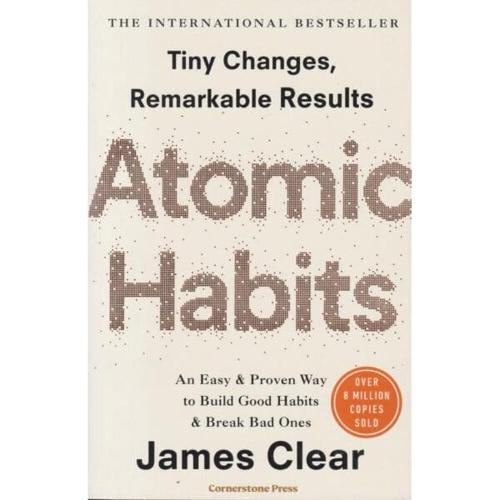 THE INTERNATIONAL BESTSELLER
Tiny Changes,
Remarkable Results
Atomic
Habits
An Easy & Proven Way
to Build Good Habits
& Break Bad Ones
OVER
8 MILLION
COPIES
SOLD
James Clear
Cornerstone Press